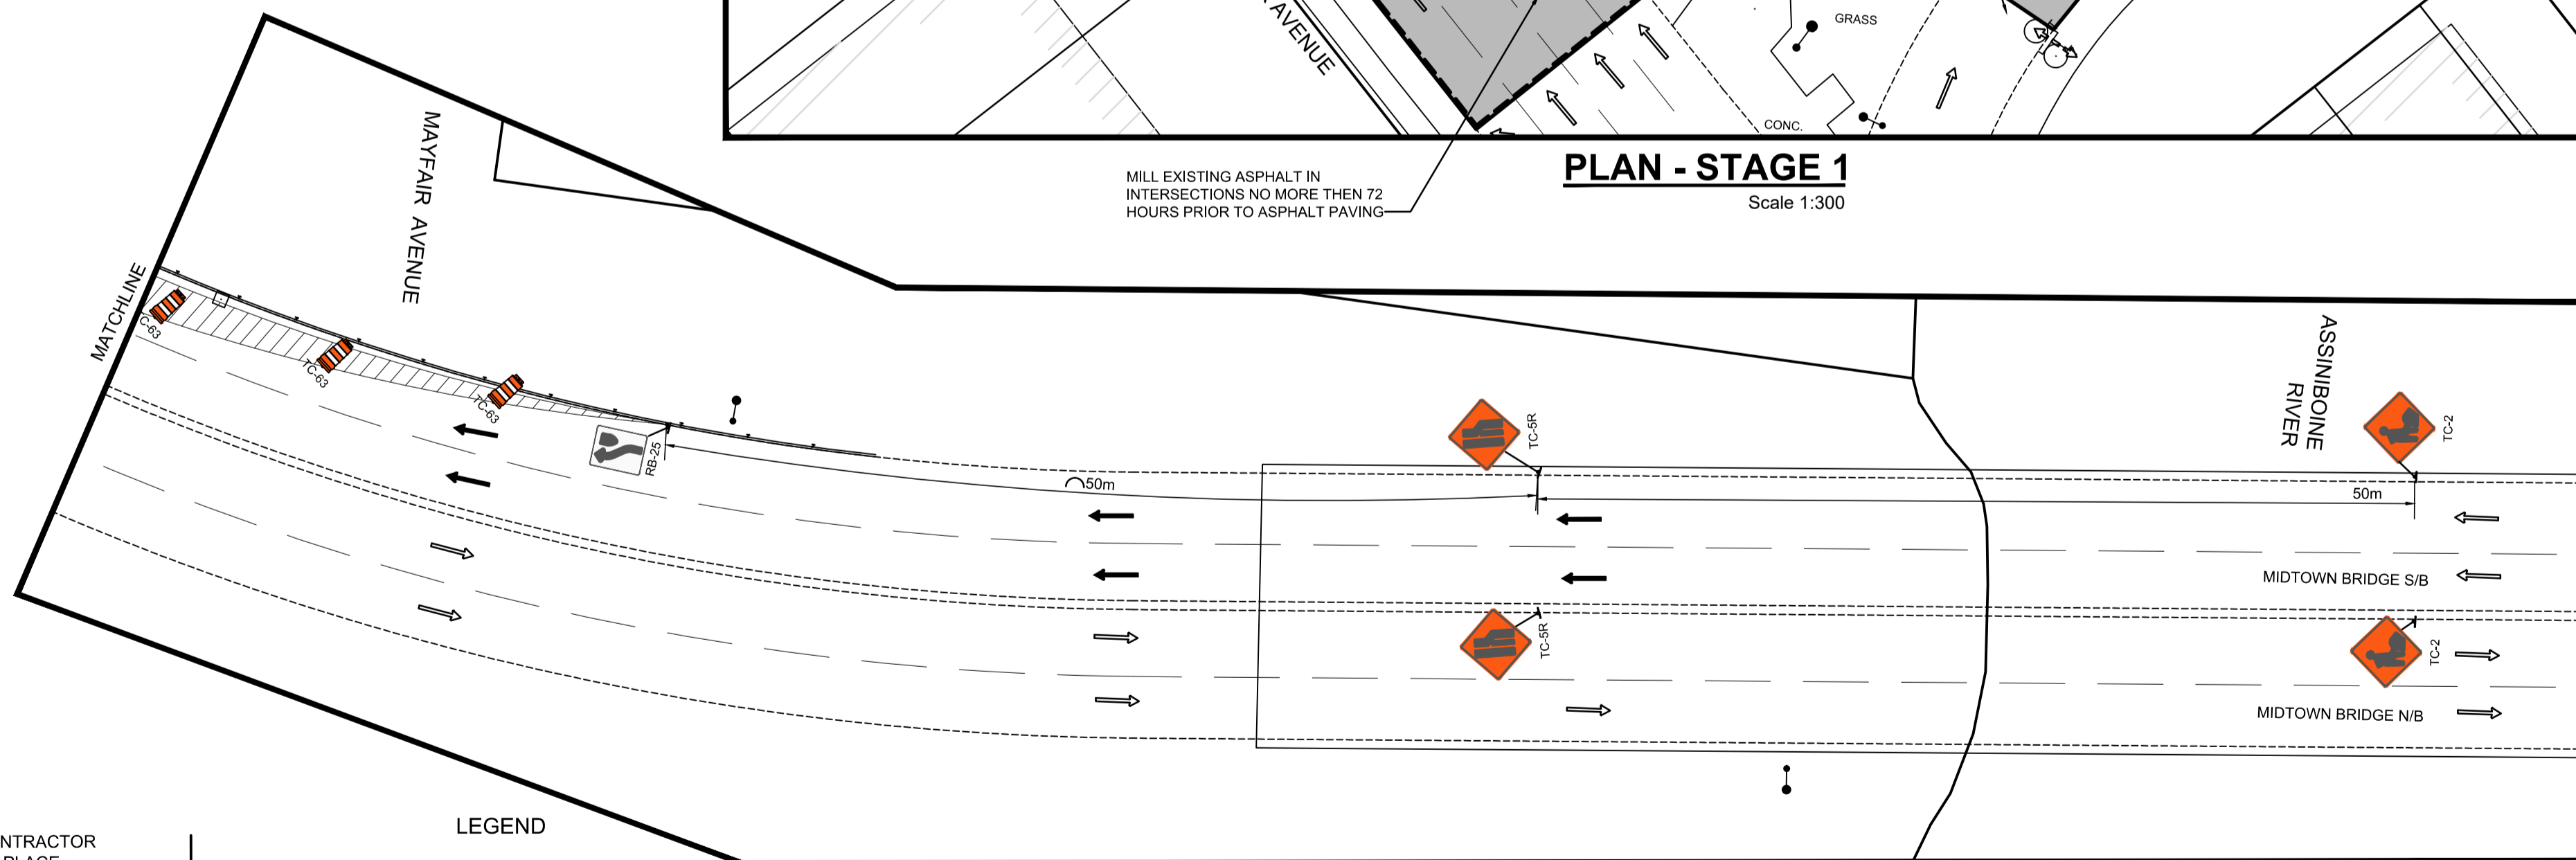 AVENUE
GRASS
CONC.
PLAN - STAGE 1
Scale 1:300
MILL EXISTING ASPHALT IN
INTERSECTIONS NO MORE THEN 72
HOURS PRIOR TO ASPHALT PAVING
MAYFAIR AVENUE
MATCHLINE
C-63
TC-63
TC-63
RB-25
50m
TC-5R
TC-5R
ASSINIBOINE
RIVER
TC-2
50m
MIDTOWN BRIDGE S/B
TC-2
MIDTOWN BRIDGE N/B
LEGEND
NTRACTOR